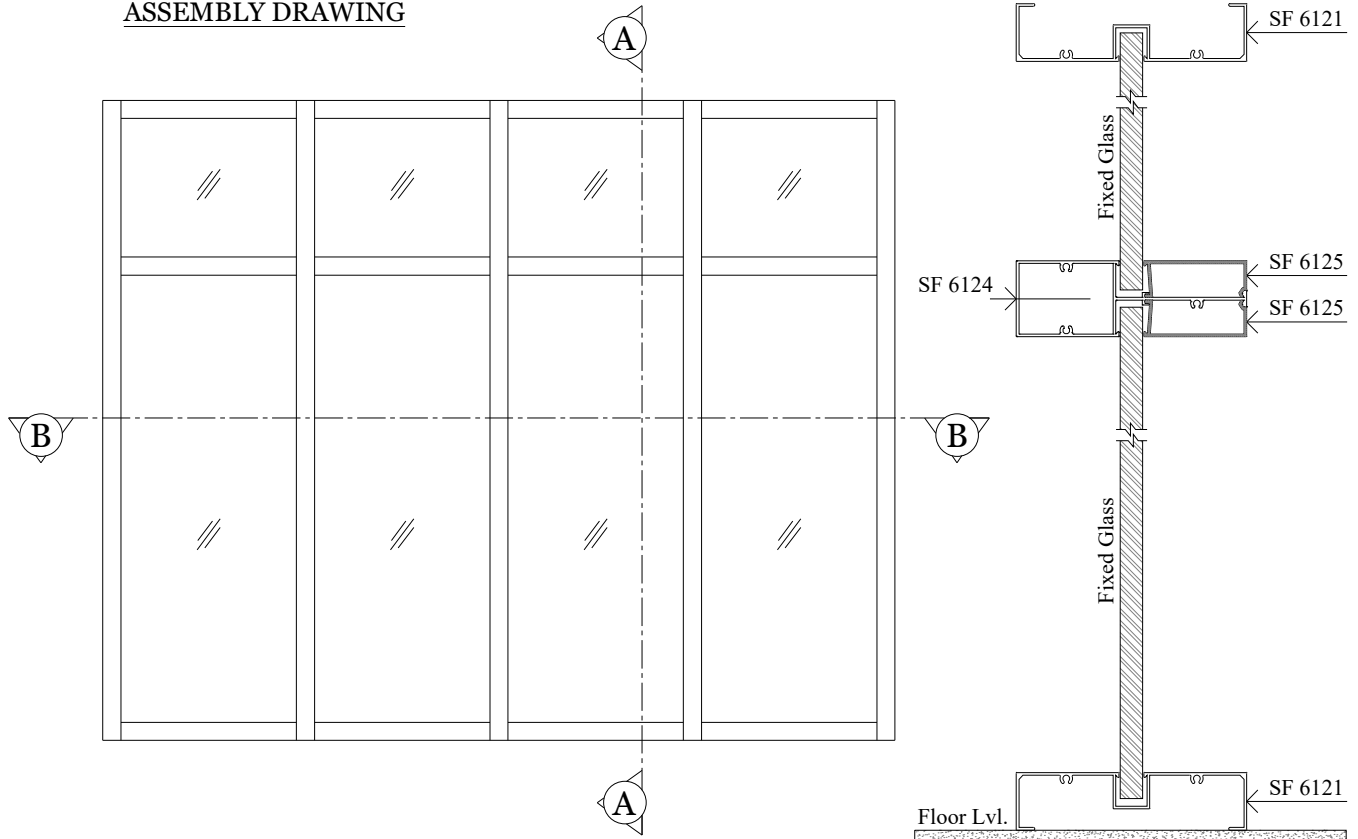 ASSEMBLY DRAWING
A
SF 6121
Fixed Glass
SF 6124
SF 6125
SF 6125
B
B
Fixed Glass
A
SF 6121
Floor Lvl.